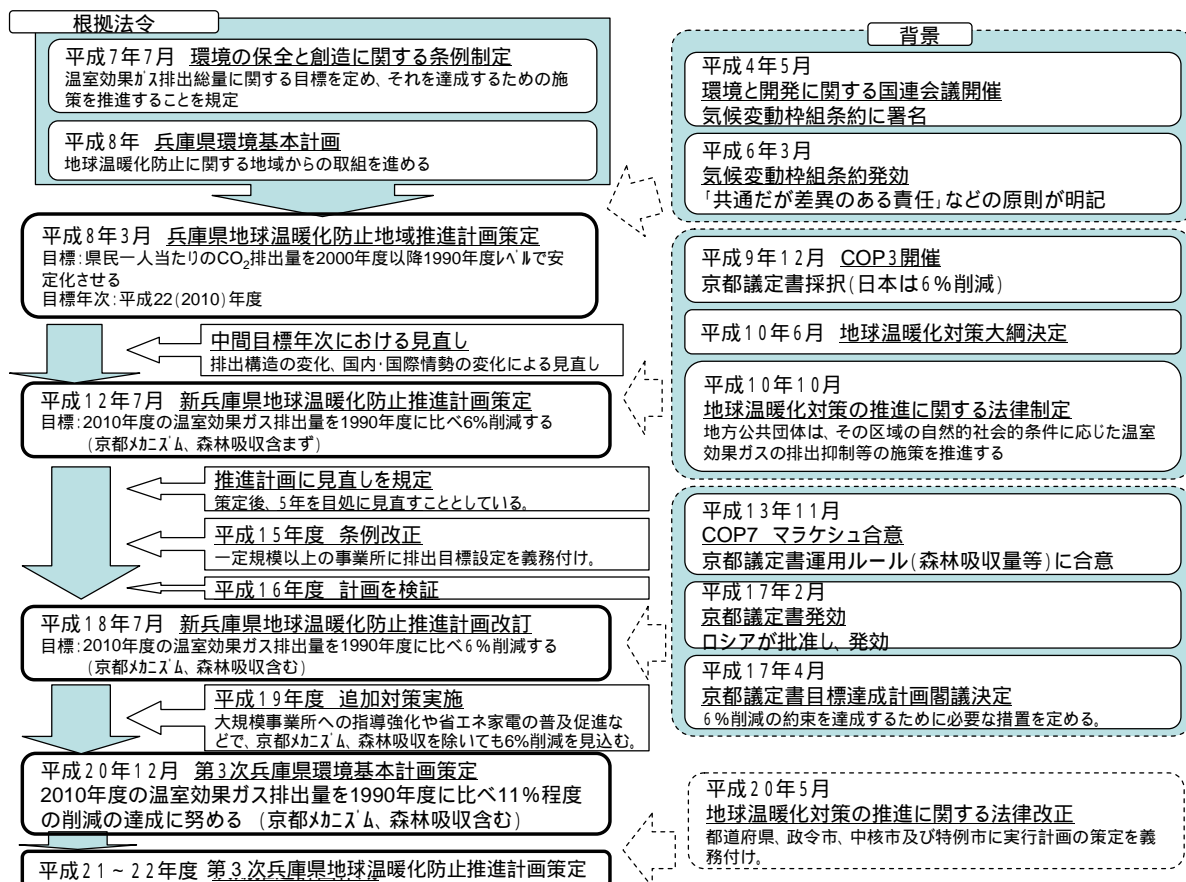 根拠法令
平成7年7月 環境の保全と創造に関する条例制定
温室効果ガス排出総量に関する目標を定め、それを達成するための施
策を推進することを規定
平成8年 兵庫県環境基本計画
地球温暖化防止に関する地域からの取組を進める
平成8年3月 兵庫県地球温暖化防止地域推進計画策定
目標:県民一人当たりのCO₂排出量を2000年度以降1990年度レベルで安
定化させる
目標年次:平成22(2010)年度
中間目標年次における見直し
排出構造の変化、国内・国際情勢の変化による見直し
平成12年7月 新兵庫県地球温暖化防止推進計画策定
目標:2010年度の温室効果ガス排出量を1990年度に比べ6%削減する
(京都メカニズム、森林吸収含まず)
推進計画に見直しを規定
策定後、5年を目処に見直すこととしている。
平成15年度 条例改正
一定規模以上の事業所に排出目標設定を義務付け。
平成16年度 計画を検証
平成18年7月 新兵庫県地球温暖化防止推進計画改訂
目標:2010年度の温室効果ガス排出量を1990年度に比べ6%削減する
(京都メカニズム、森林吸収含む)
平成19年度 追加対策実施
大規模事業所への指導強化や省エネ家電の普及促進な
どで、京都メカニズム、森林吸収を除いても6%削減を見込む。
平成20年12月 第3次兵庫県環境基本計画策定
2010年度の温室効果ガス排出量を1990年度に比べ11%程度
の削減の達成に努める (京都メカニズム、森林吸収含む)
平成21~22年度 第3次兵庫県地球温暖化防止推進計画策定
背景
平成4年5月
環境と開発に関する国連会議開催
気候変動枠組条約に署名
平成6年3月
気候変動枠組条約発効
「共通だが差異のある責任」などの原則が明記
平成9年12月 COP3開催
京都議定書採択(日本は6%削減)
平成10年6月 地球温暖化対策大綱決定
平成10年10月
地球温暖化対策の推進に関する法律制定
地方公共団体は、その区域の自然的社会的条件に応じた温室
効果ガスの排出抑制等の施策を推進する
平成13年11月
COP7 マラケシュ合意
京都議定書運用ルール(森林吸収量等)に合意
平成17年2月
京都議定書発効
ロシアが批准し、発効
平成17年4月
京都議定書目標達成計画閣議決定
6%削減の約束を達成するために必要な措置を定める。
平成20年5月
地球温暖化対策の推進に関する法律改正
都道府県、政令市、中核市及び特例市に実行計画の策定を義
務付け。